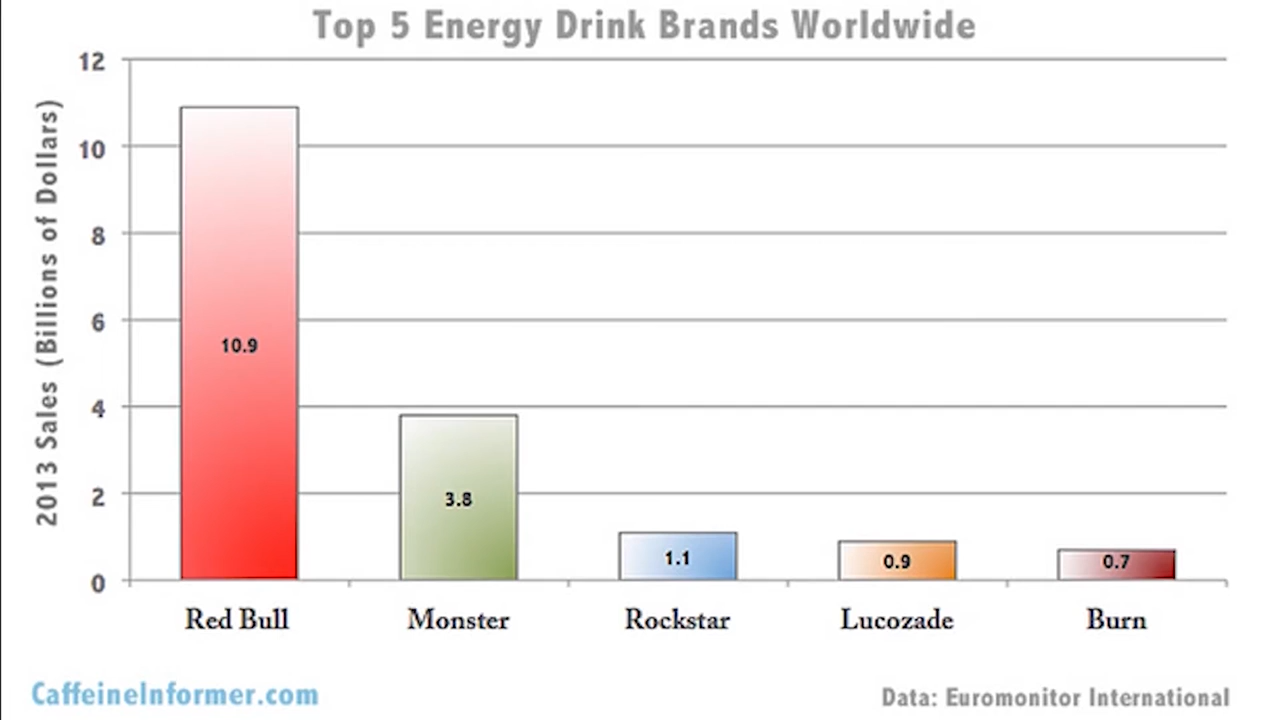 Top 5 Energy Drink Brands Worldwide
2013 Sales (Billions of Dollars)
12
10
8
6
4
2
0
10.9
3.8
1.1
0.9
0.7
Red Bull
Monster
Rockstar
Lucozade
Burn
CaffeineInformer.com
Data: Euromonitor International